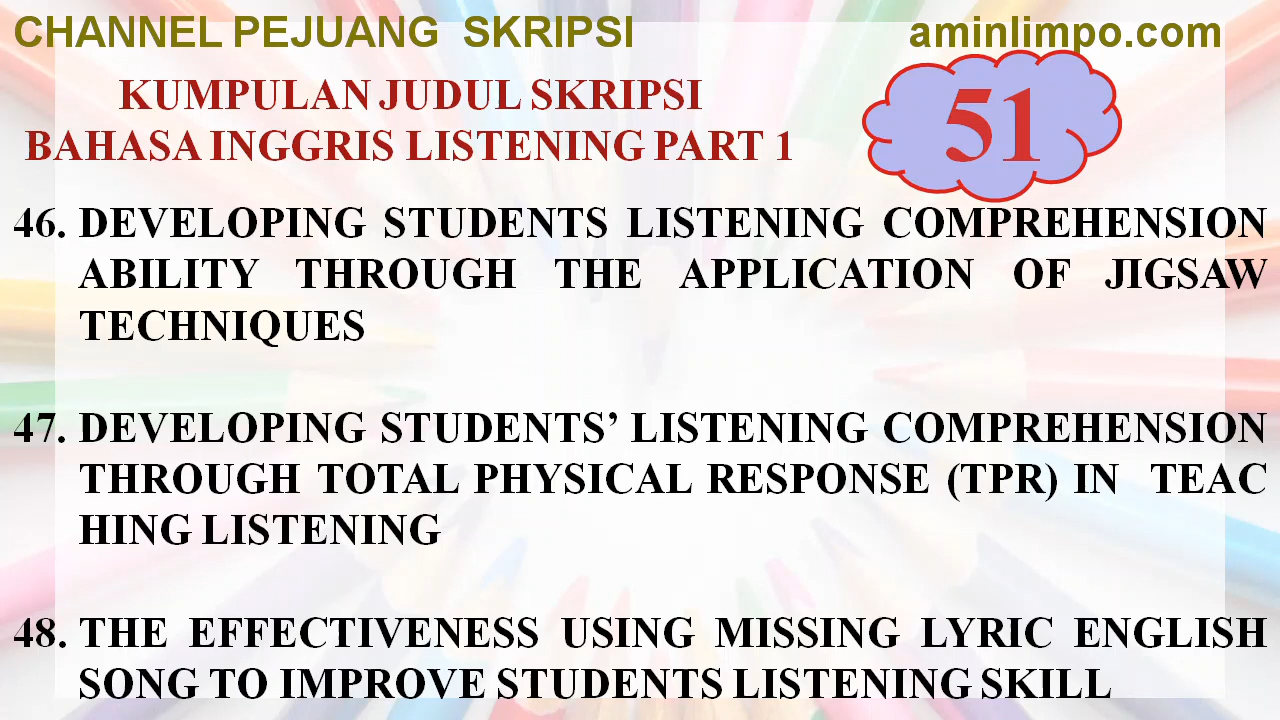 CHANNEL PEJUANG SKRIPSI aminlimpo.com
KUMPULAN JUDUL SKRIPSI
BAHASA INGGRIS LISTENING PART 1
51
46. DEVELOPING STUDENTS LISTENING COMPREHENSION
ABILITY THROUGH THE APPLICATION OF JIGSAW
TECHNIQUES
47. DEVELOPING STUDENTS’ LISTENING COMPREHENSION
THROUGH TOTAL PHYSICAL RESPONSE (TPR) IN TEAC
HING LISTENING
48. THE EFFECTIVENESS USING MISSING LYRIC ENGLISH
SONG TO IMPROVE STUDENTS LISTENING SKILL